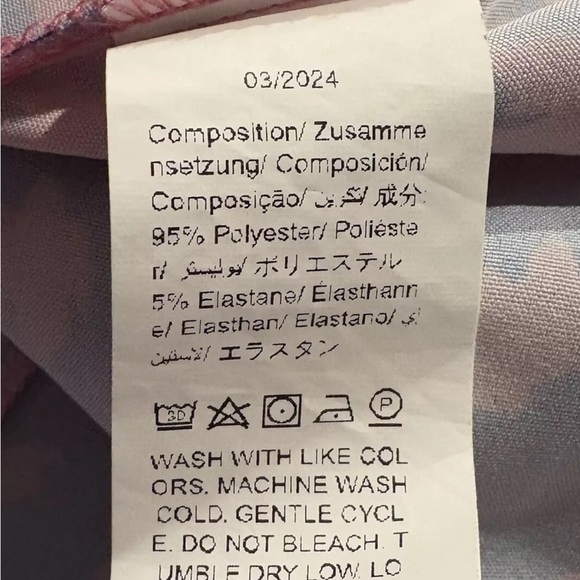 03/2024
Composition/ Zusamme
nsetzung/ Composición/
Composição/ 成分:
95% Polyester/ Poliéste
r/ بوليستر/ ポリエステル
5% Elastane/ Élasthann
e/ Elasthan/ Elastano/
エラスタン
30
P
WASH WITH LIKE COL
ORS. MACHINE WASH
COLD. GENTLE CYCL
E. DO NOT BLEACH. T
UMBLE DRY LOW. LO